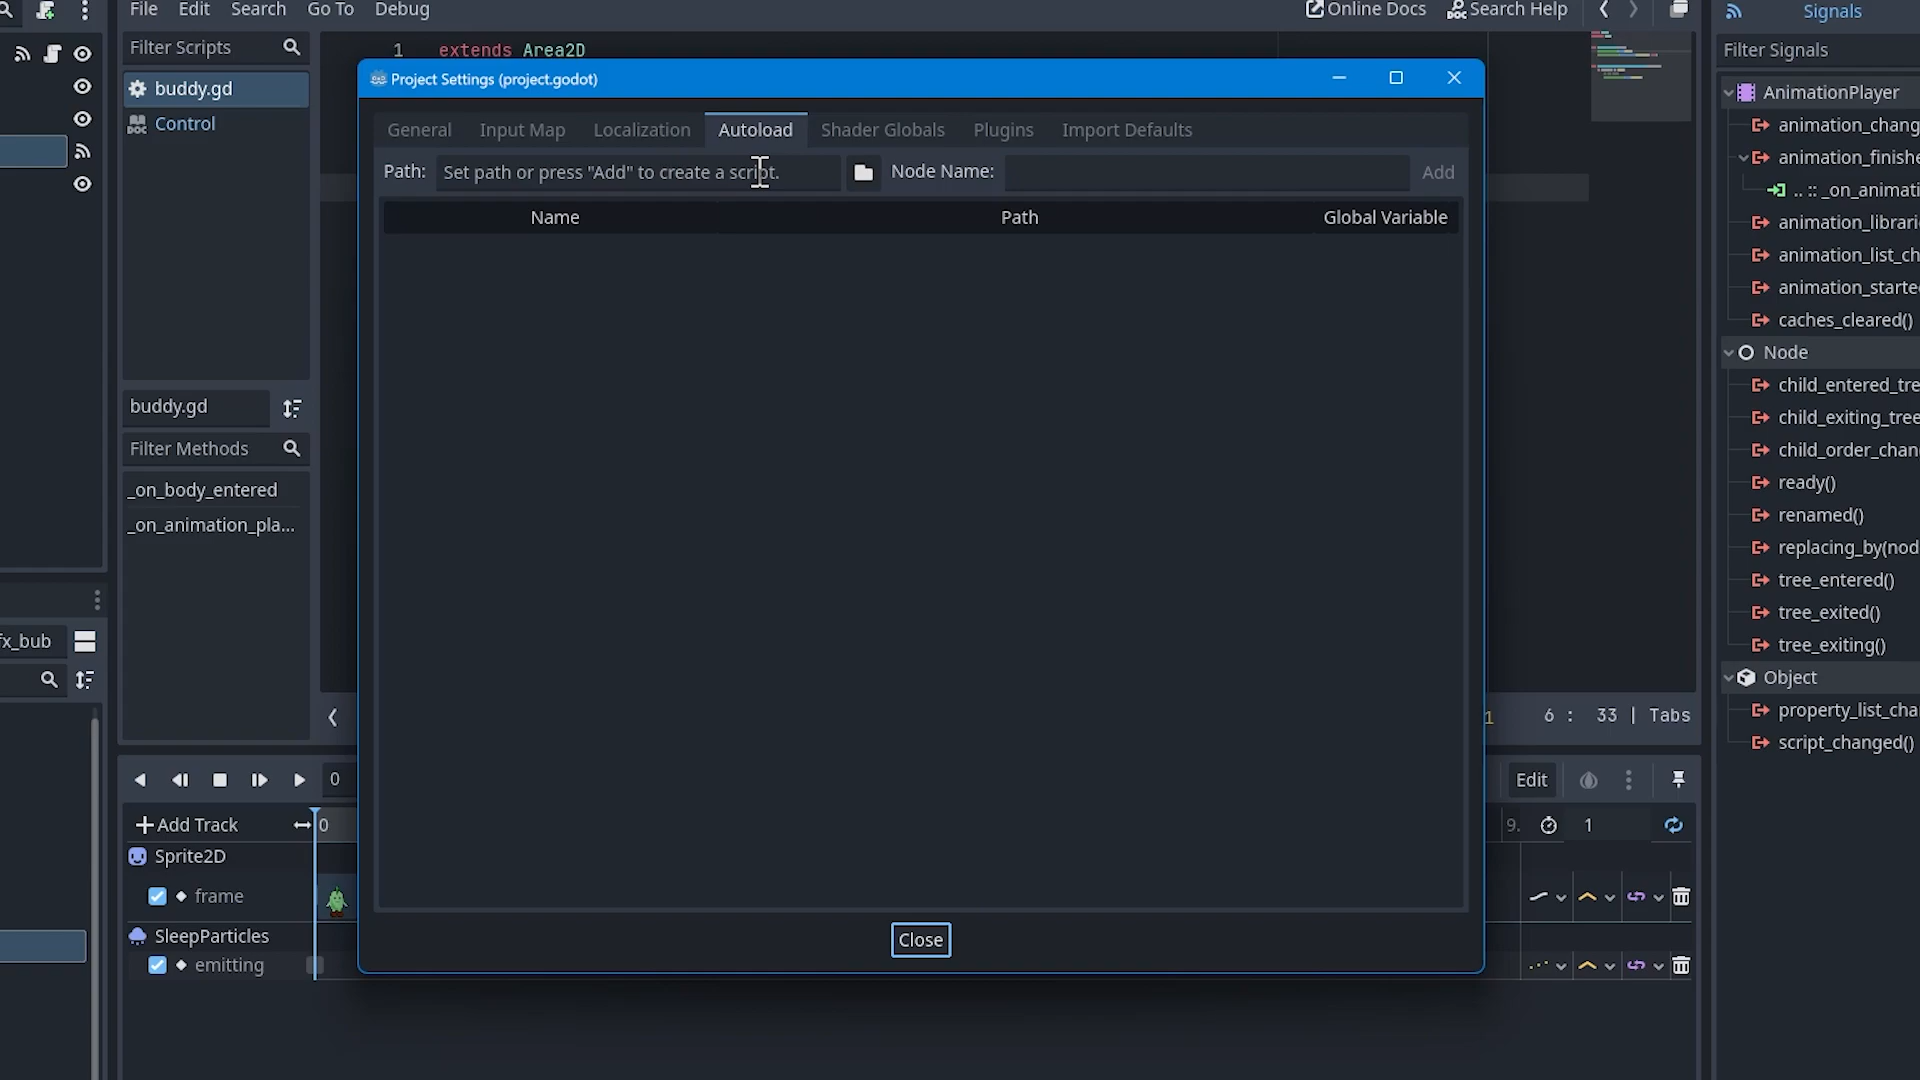 File Edit Search Go To Debug
Online Docs Search Help
Signals
Filter Scripts
buddy.gd
Control
buddy.gd
Filter Methods
_on_body_entered
_on_animation_pla...
1 extends Area2D
Project Settings (project.godot)
General Input Map Localization Autoload Shader Globals Plugins Import Defaults
Path: Set path or press "Add" to create a script. Node Name: Add
Name Path Global Variable
Close
Filter Signals
AnimationPlayer
animation_chang
animation_finishe
.. :: _on_animati
animation_librari
animation_list_ch
animation_starte
caches_cleared()
Node
child_entered_tre
child_exiting_tree
child_order_chan
ready()
renamed()
replacing_by(nod
tree_entered()
tree_exited()
tree_exiting()
Object
property_list_cha
script_changed()
fx_bub
1 6 : 33 | Tabs
0
Edit
Add Track 0
9. 1
Sprite2D
frame
SleepParticles
emitting